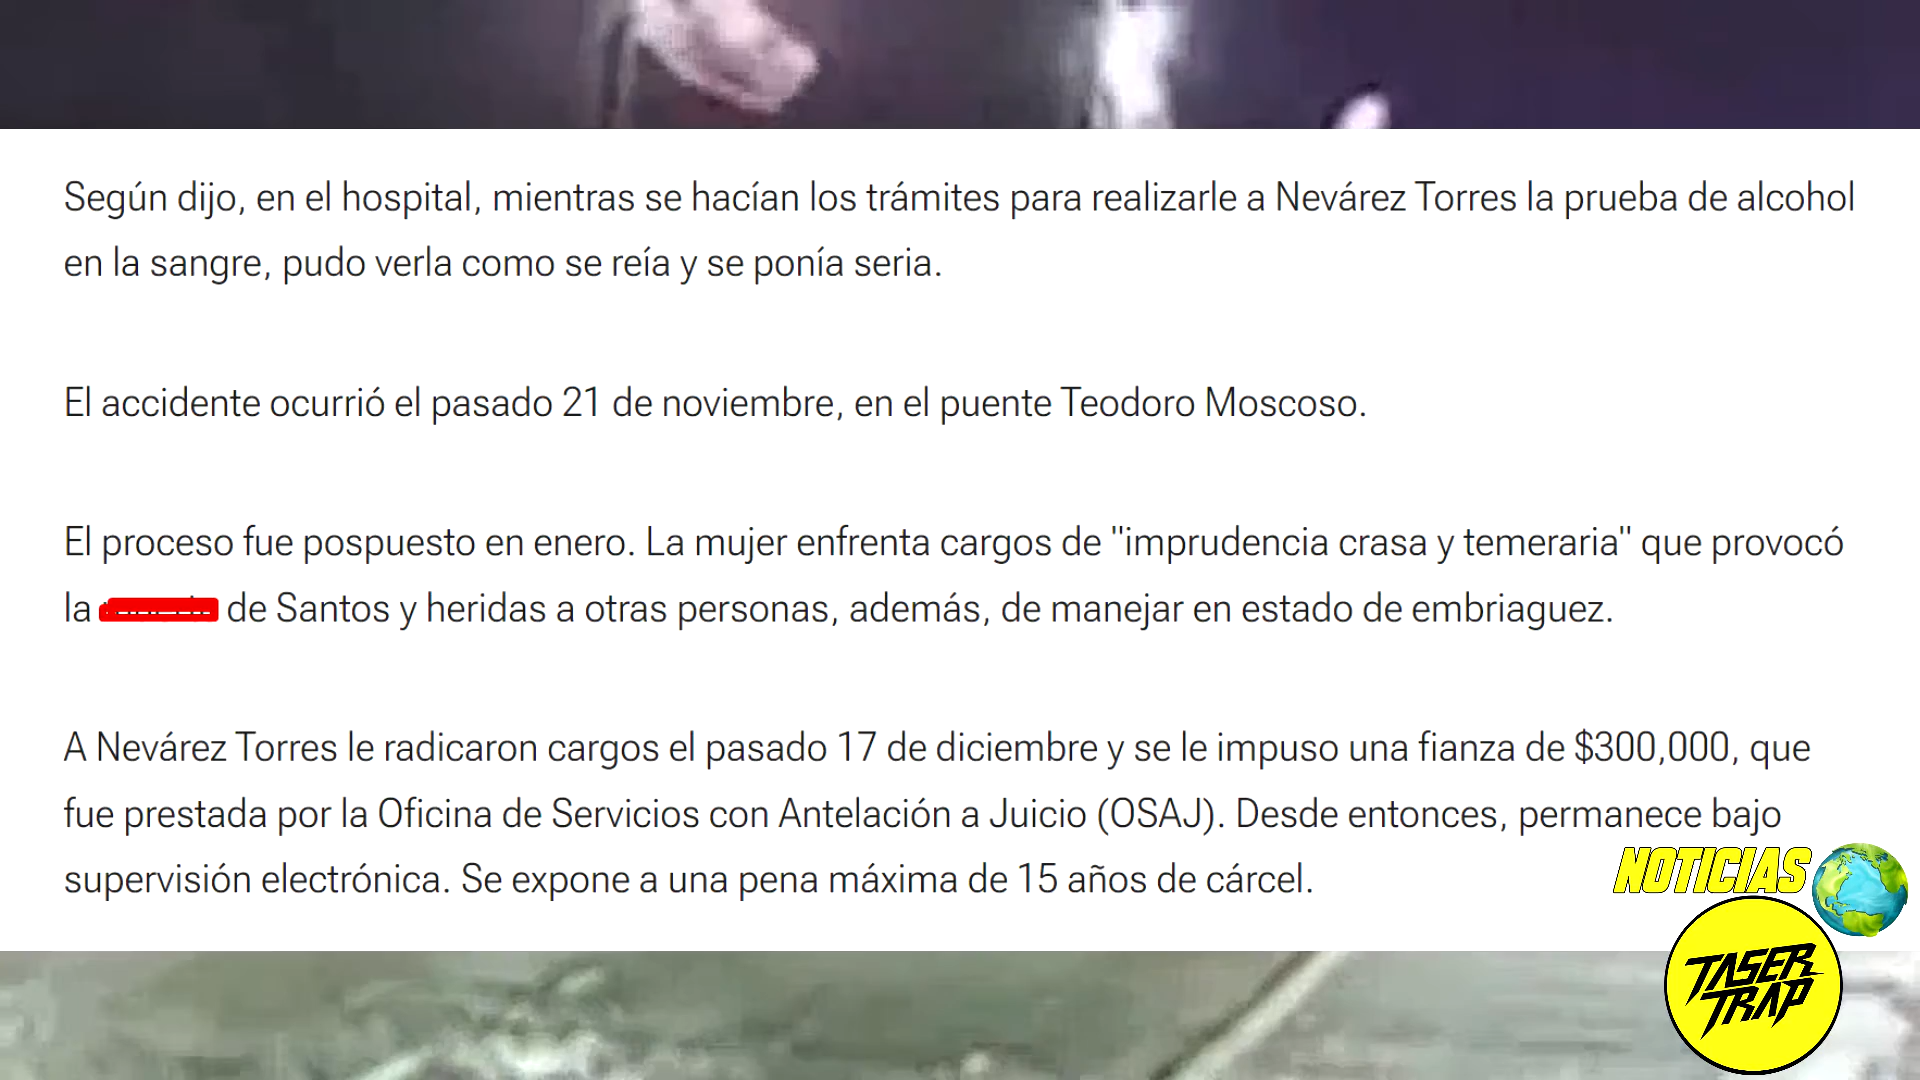 Según dijo, en el hospital, mientras se hacían los trámites para realizarle a Nevárez Torres la prueba de alcohol
en la sangre, pudo verla como se reía y se ponía seria.
El accidente ocurrió el pasado 21 de noviembre, en el puente Teodoro Moscoso.
El proceso fue pospuesto en enero. La mujer enfrenta cargos de "imprudencia crasa y temeraria" que provocó
la de Santos y heridas a otras personas, además, de manejar en estado de embriaguez.
A Nevárez Torres le radicaron cargos el pasado 17 de diciembre y se le impuso una fianza de $300,000, que
fue prestada por la Oficina de Servicios con Antelación a Juicio (OSAJ). Desde entonces, permanece bajo
supervisión electrónica. Se expone a una pena máxima de 15 años de cárcel.
NOTICIAS
TASER
TRAP